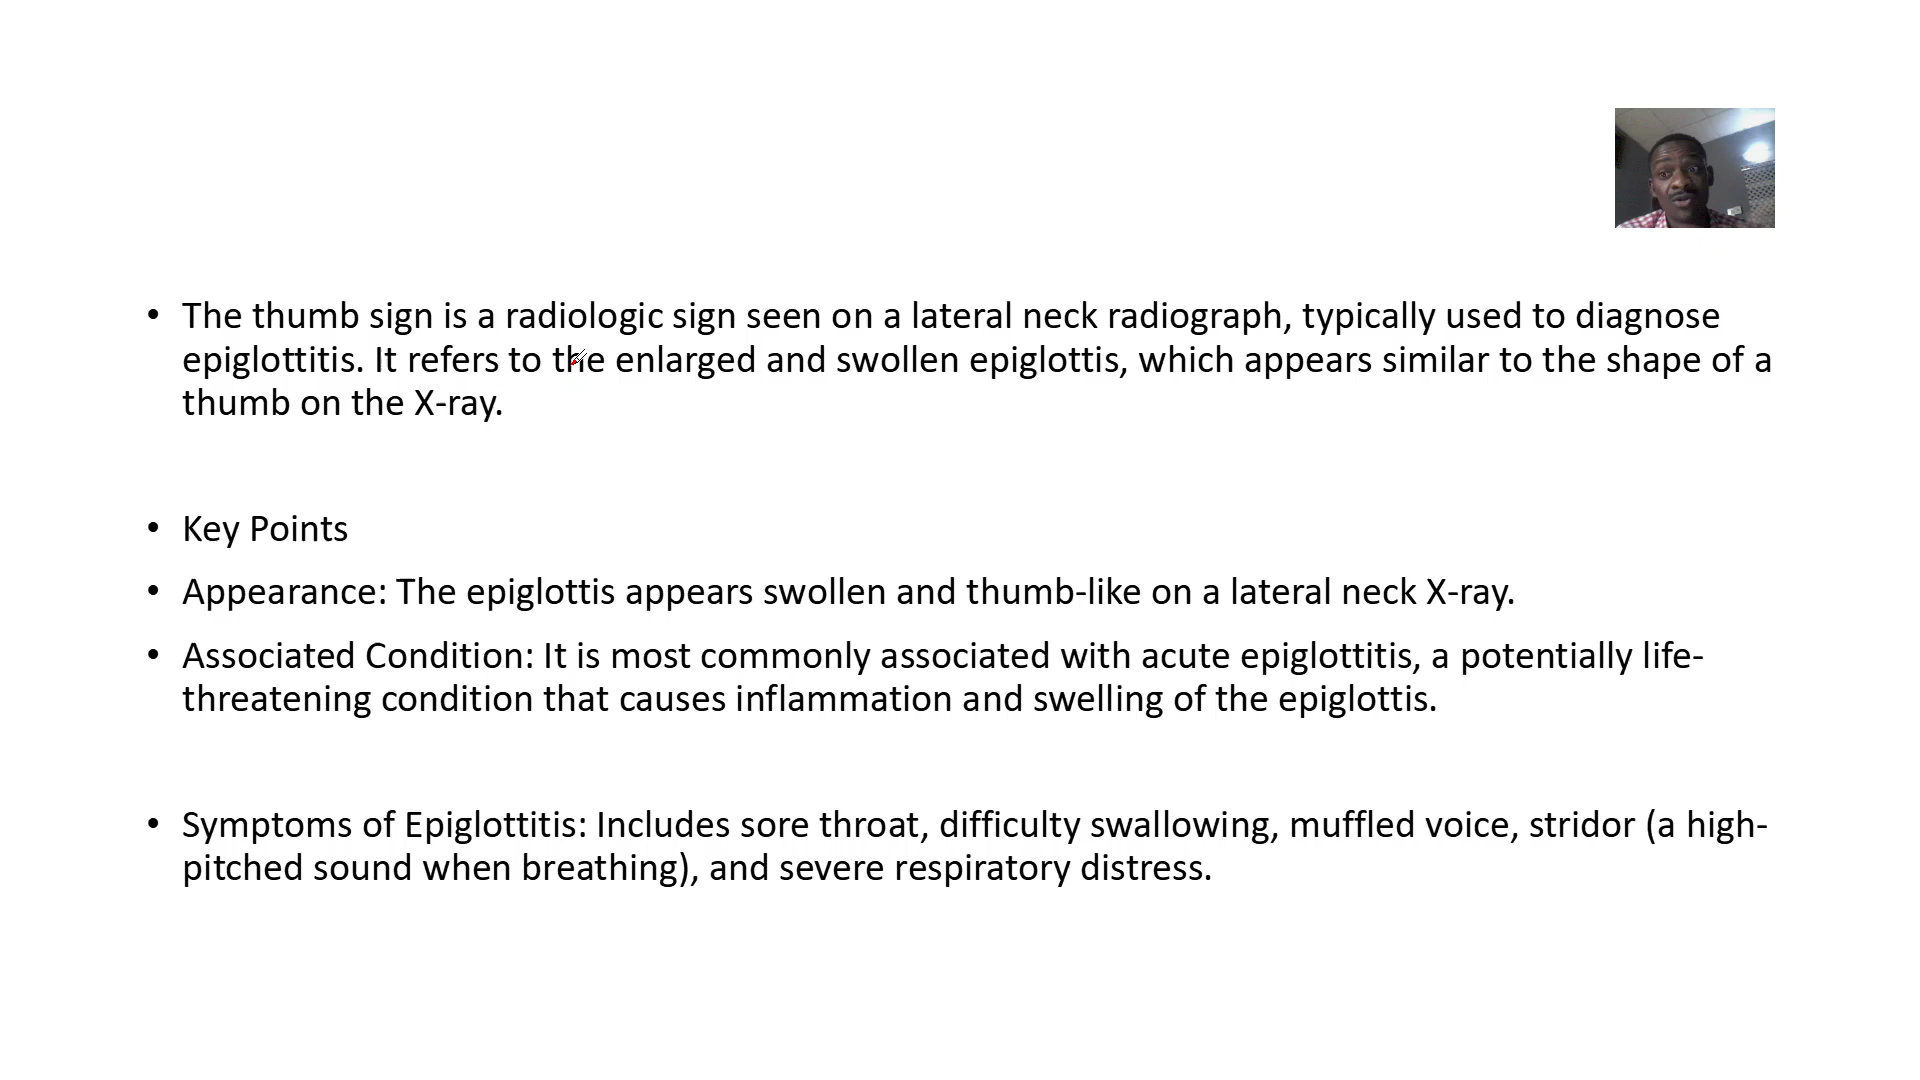 • The thumb sign is a radiologic sign seen on a lateral neck radiograph, typically used to diagnose
epiglottitis. It refers to the enlarged and swollen epiglottis, which appears similar to the shape of a
thumb on the X-ray.
• Key Points
• Appearance: The epiglottis appears swollen and thumb-like on a lateral neck X-ray.
• Associated Condition: It is most commonly associated with acute epiglottitis, a potentially life-
threatening condition that causes inflammation and swelling of the epiglottis.
• Symptoms of Epiglottitis: Includes sore throat, difficulty swallowing, muffled voice, stridor (a high-
pitched sound when breathing), and severe respiratory distress.